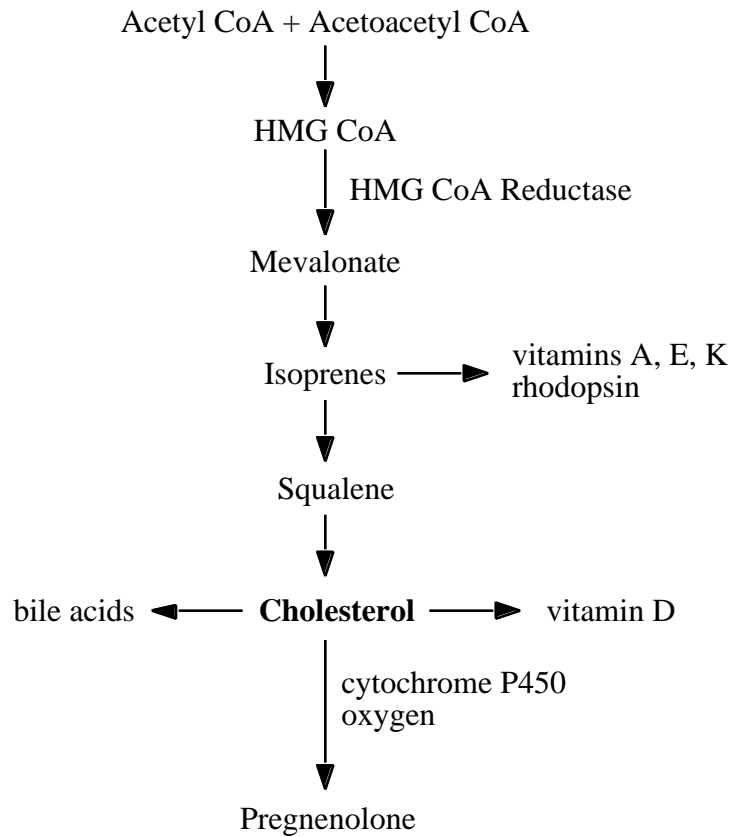 Acetyl CoA + Acetoacetyl CoA
HMG CoA
HMG CoA Reductase
Mevalonate
Isoprenes
vitamins A, E, K
rhodopsin
Squalene
bile acids
Cholesterol
vitamin D
cytochrome P450
oxygen
Pregnenolone